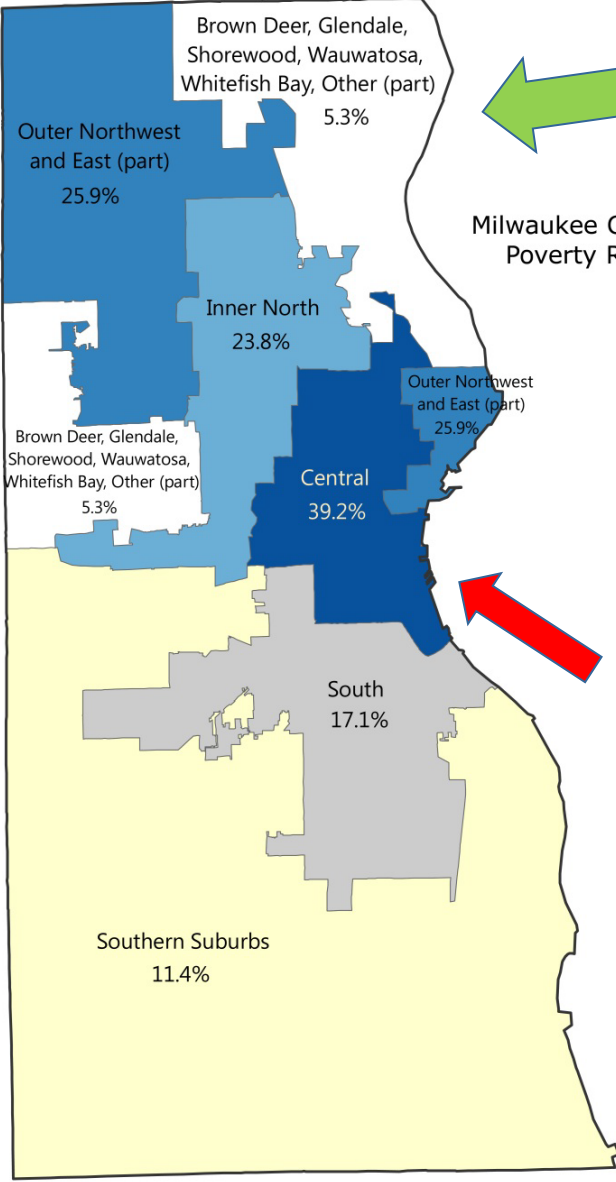 Brown Deer, Glendale,
Shorewood, Wauwatosa,
Whitefish Bay, Other (part)
5.3%
Outer Northwest
and East (part)
25.9%
Milwaukee C
Poverty R
Inner North
23.8%
Outer Northwest
and East (part)
25.9%
Brown Deer, Glendale,
Shorewood, Wauwatosa,
Whitefish Bay, Other (part)
5.3%
Central
39.2%
South
17.1%
Southern Suburbs
11.4%